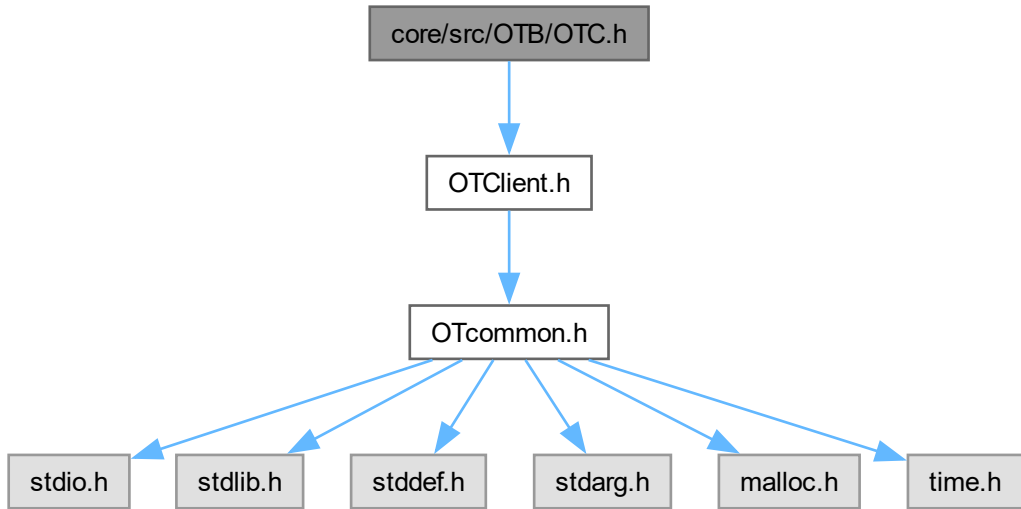 core/src/OTB/OTC.h
OTClient.h
OTcommon.h
stdio.h
stdlib.h
stddef.h
stdarg.h
malloc.h
time.h